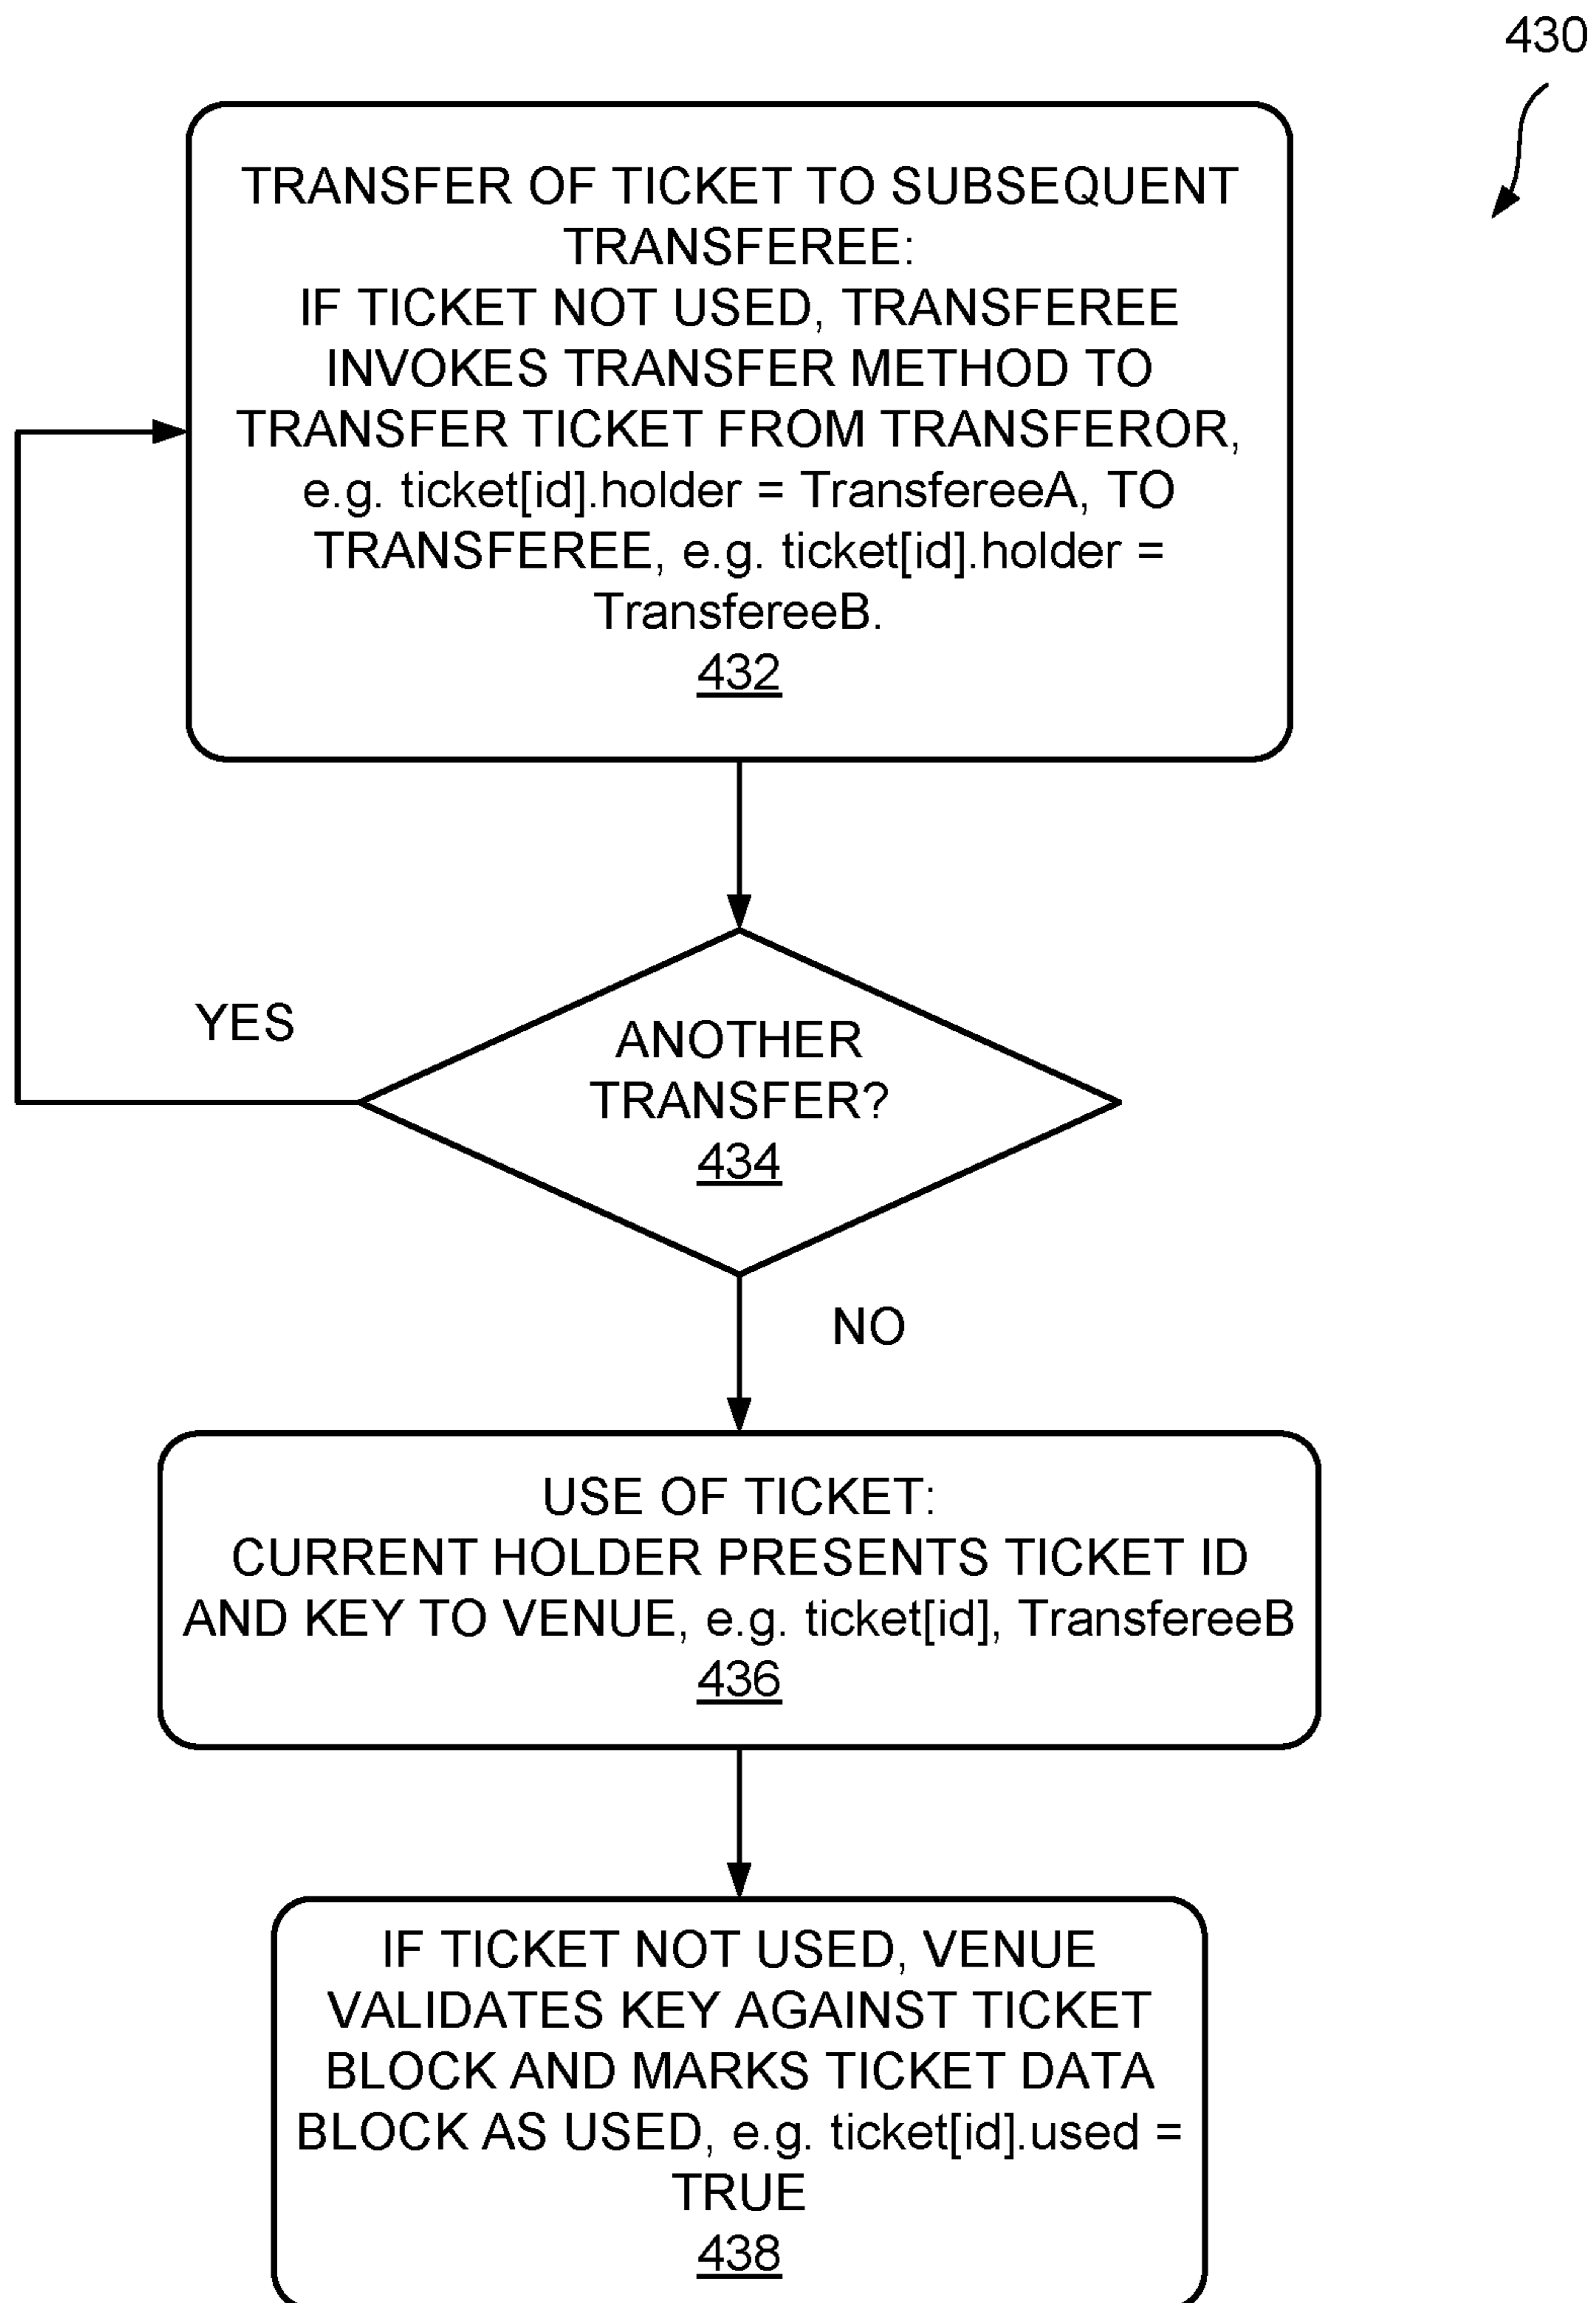 430
TRANSFER OF TICKET TO SUBSEQUENT
TRANSFEREE:
IF TICKET NOT USED, TRANSFEREE
INVOKES TRANSFER METHOD TO
TRANSFER TICKET FROM TRANSFEROR,
e.g. ticket[id].holder = TransfereeA, TO
TRANSFEREE, e.g. ticket[id].holder =
TransfereeB.
432
YES
ANOTHER
TRANSFER?
434
NO
USE OF TICKET:
CURRENT HOLDER PRESENTS TICKET ID
AND KEY TO VENUE, e.g. ticket[id], TransfereeB
436
IF TICKET NOT USED, VENUE
VALIDATES KEY AGAINST TICKET
BLOCK AND MARKS TICKET DATA
BLOCK AS USED, e.g. ticket[id].used =
TRUE
438